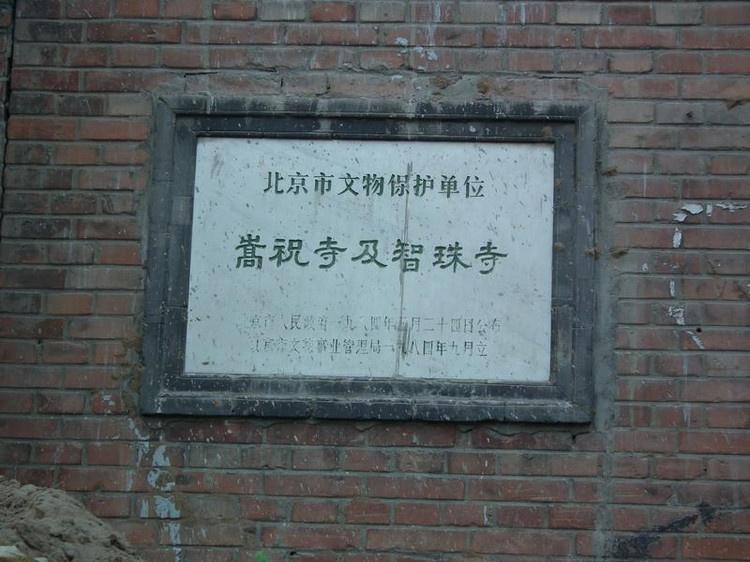 北京市文物保护单位
嵩祝寺及智珠寺
北京市人民政府一九八四年五月二十四日公布
北京市文物事业管理局一九八四年九月立